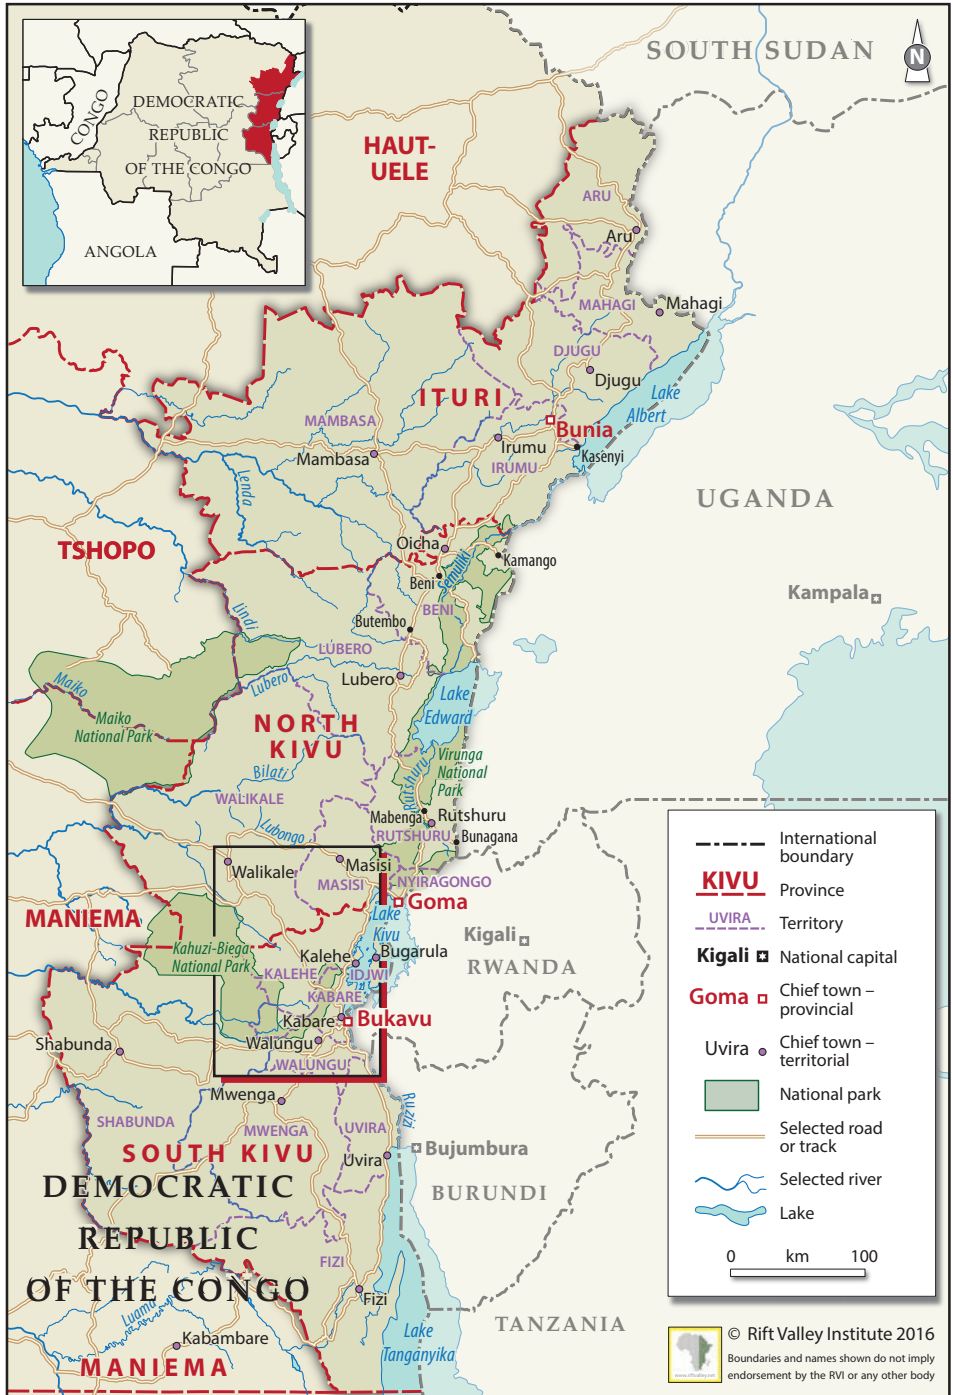 SOUTH SUDAN
N
CONGO
DEMOCRATIC
REPUBLIC
OF THE CONGO
ANGOLA
HAUT-
UELE
ARU
Aru
MAHAGI
Mahagi
DJUGU
Djugu
Lake
Albert
ITURI
MAMBASA
Bunia
Irumu
Kasenyi
Mambasa
IRUMU
Lenda
UGANDA
TSHOPO
Oicha
Semuliki
Kamango
Beni
BENI
Kampala
Lindi
Butembo
LUBERO
Lubero
Lubero
Maiko
Maiko
National Park
Lake
Edward
NORTH
KIVU
Virunga
National
Park
Bilati
Rutshuru
WALIKALE
Mabenga
Rutshuru
Lubongo
RUTSHURU
Bunagana
Masisi
Walikale
MASISI
NYIRAGONGO
Goma
MANIEMA
Lake
Kivu
Kigali
Kahuzi-Biega
National Park
Kalehe
Bugarula
RWANDA
KALEHE
IDJWI
KABARE
Kabare
Bukavu
Walungu
Shabunda
WALUNGU
Mwenga
Ruzizi
SHABUNDA
MWENGA
UVIRA
SOUTH KIVU
Uvira
Bujumbura
DEMOCRATIC
REPUBLIC
OF THE CONGO
BURUNDI
FIZI
Fizi
Luama
Kabambare
MANIEMA
Lake
Tanganyika
TANZANIA
International
boundary
KIVU Province
UVIRA Territory
Kigali National capital
Goma Chief town –
provincial
Uvira Chief town –
territorial
National park
Selected road
or track
Selected river
Lake
0 km 100
www.riftvalley.net
© Rift Valley Institute 2016
Boundaries and names shown do not imply
endorsement by the RVI or any other body